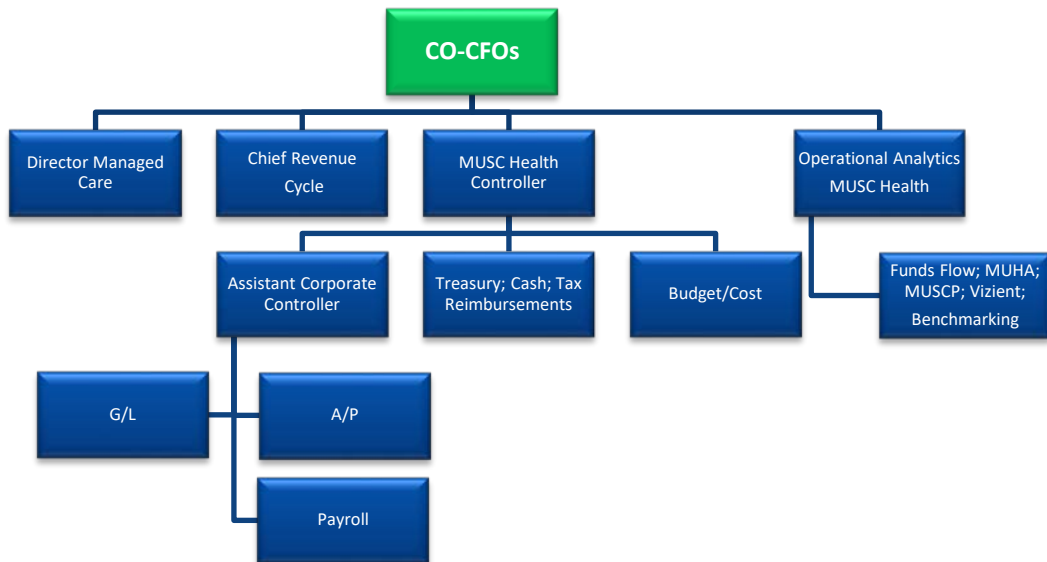 CO-CFOs
Director Managed
Care
Chief Revenue
Cycle
MUSC Health
Controller
Operational Analytics
MUSC Health
Assistant Corporate
Controller
Treasury; Cash; Tax
Reimbursements
Budget/Cost
Funds Flow; MUHA;
MUSCP; Vizient;
Benchmarking
G/L
A/P
Payroll